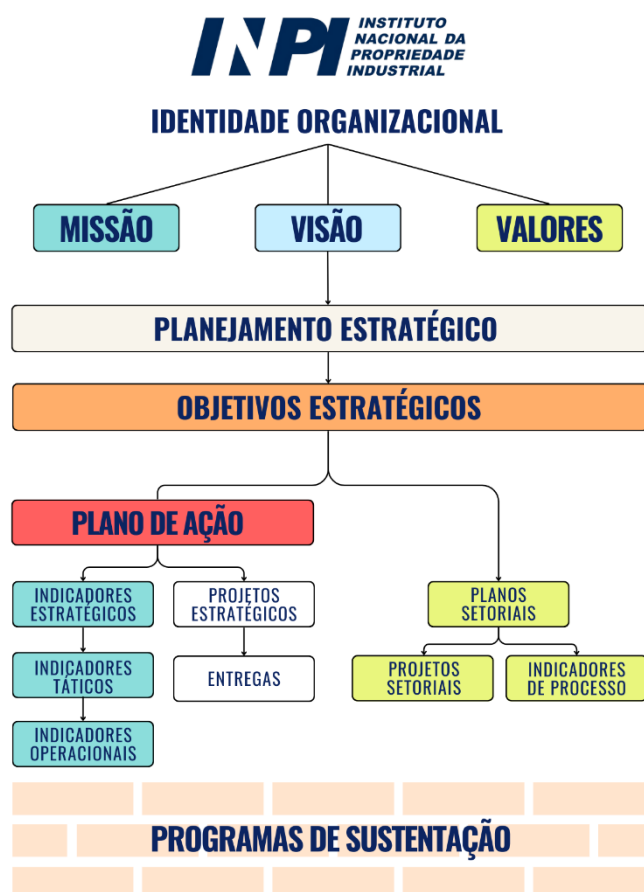 INPI
INSTITUTO
NACIONAL DA
PROPRIEDADE
INDUSTRIAL
IDENTIDADE ORGANIZACIONAL
MISSÃO
VISÃO
VALORES
PLANEJAMENTO ESTRATÉGICO
OBJETIVOS ESTRATÉGICOS
PLANO DE AÇÃO
INDICADORES
ESTRATÉGICOS
PROJETOS
ESTRATÉGICOS
PLANOS
SETORIAIS
INDICADORES
TÁTICOS
ENTREGAS
PROJETOS
SETORIAIS
INDICADORES
DE PROCESSO
INDICADORES
OPERACIONAIS
PROGRAMAS DE SUSTENTAÇÃO